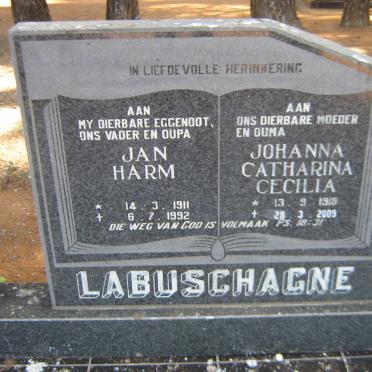 IN LIEFDEVOLLE HERINNERING
AAN
MY DIERBARE EGGENOOT,
ONS VADER EN OUPA
JAN
HARM
* 14 . 3 . 1911
+ 6 . 7 . 1992
AAN
ONS DIERBARE MOEDER
EN OUMA
JOHANNA
CATHARINA
CECILIA
* 13 . 9 . 1918
+ 28 . 3 . 2009
DIE WEG VAN GOD IS VOLMAAK PS. 18:31
LABUSCHAGNE